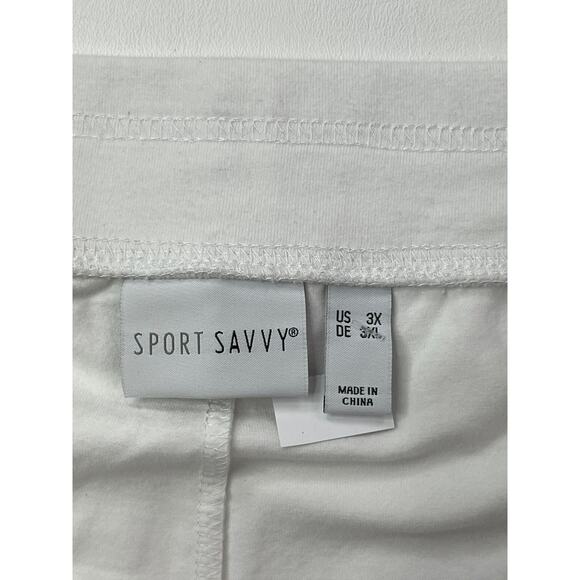 SPORT SAVVY®
US 3X
DE 3XL
MADE IN
CHINA